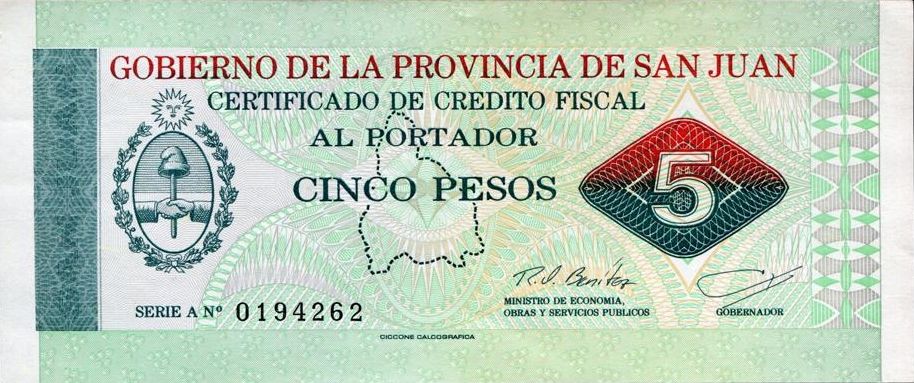 GOBIERNO DE LA PROVINCIA DE SAN JUAN
CERTIFICADO DE CREDITO FISCAL
AL PORTADOR
CINCO PESOS
5
R. J. Benítez
MINISTRO DE ECONOMIA,
OBRAS Y SERVICIOS PUBLICOS
GOBERNADOR
SERIE A Nº 0194262
CICCONE CALCOGRAFICA